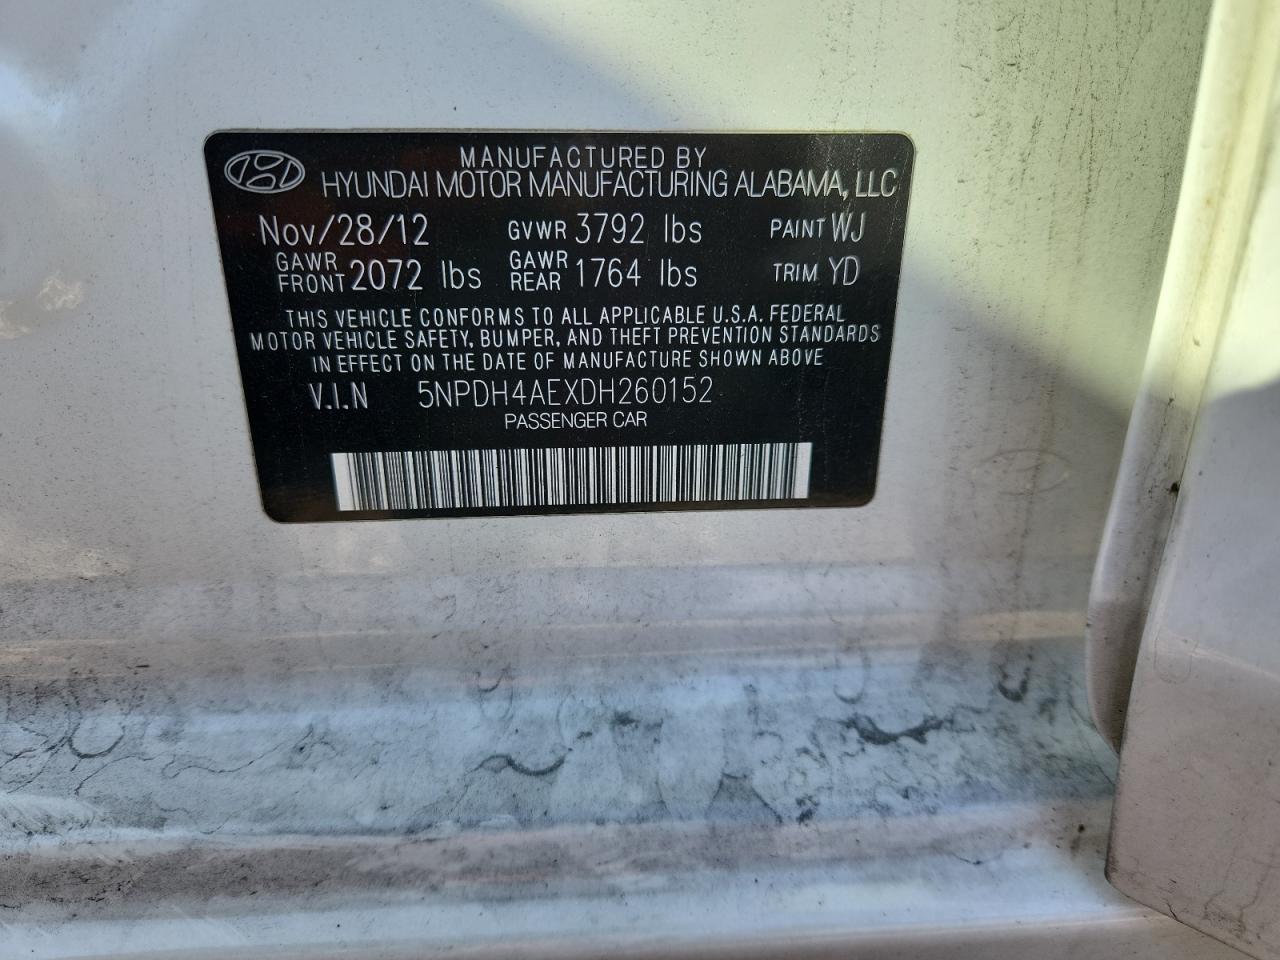 MANUFACTURED BY
HYUNDAI MOTOR MANUFACTURING ALABAMA, LLC
Nov/28/12 GVWR 3792 lbs PAINT WJ
GAWR FRONT 2072 lbs GAWR REAR 1764 lbs TRIM YD
THIS VEHICLE CONFORMS TO ALL APPLICABLE U.S.A. FEDERAL
MOTOR VEHICLE SAFETY, BUMPER, AND THEFT PREVENTION STANDARDS
IN EFFECT ON THE DATE OF MANUFACTURE SHOWN ABOVE
V.I.N 5NPDH4AEXDH260152
PASSENGER CAR